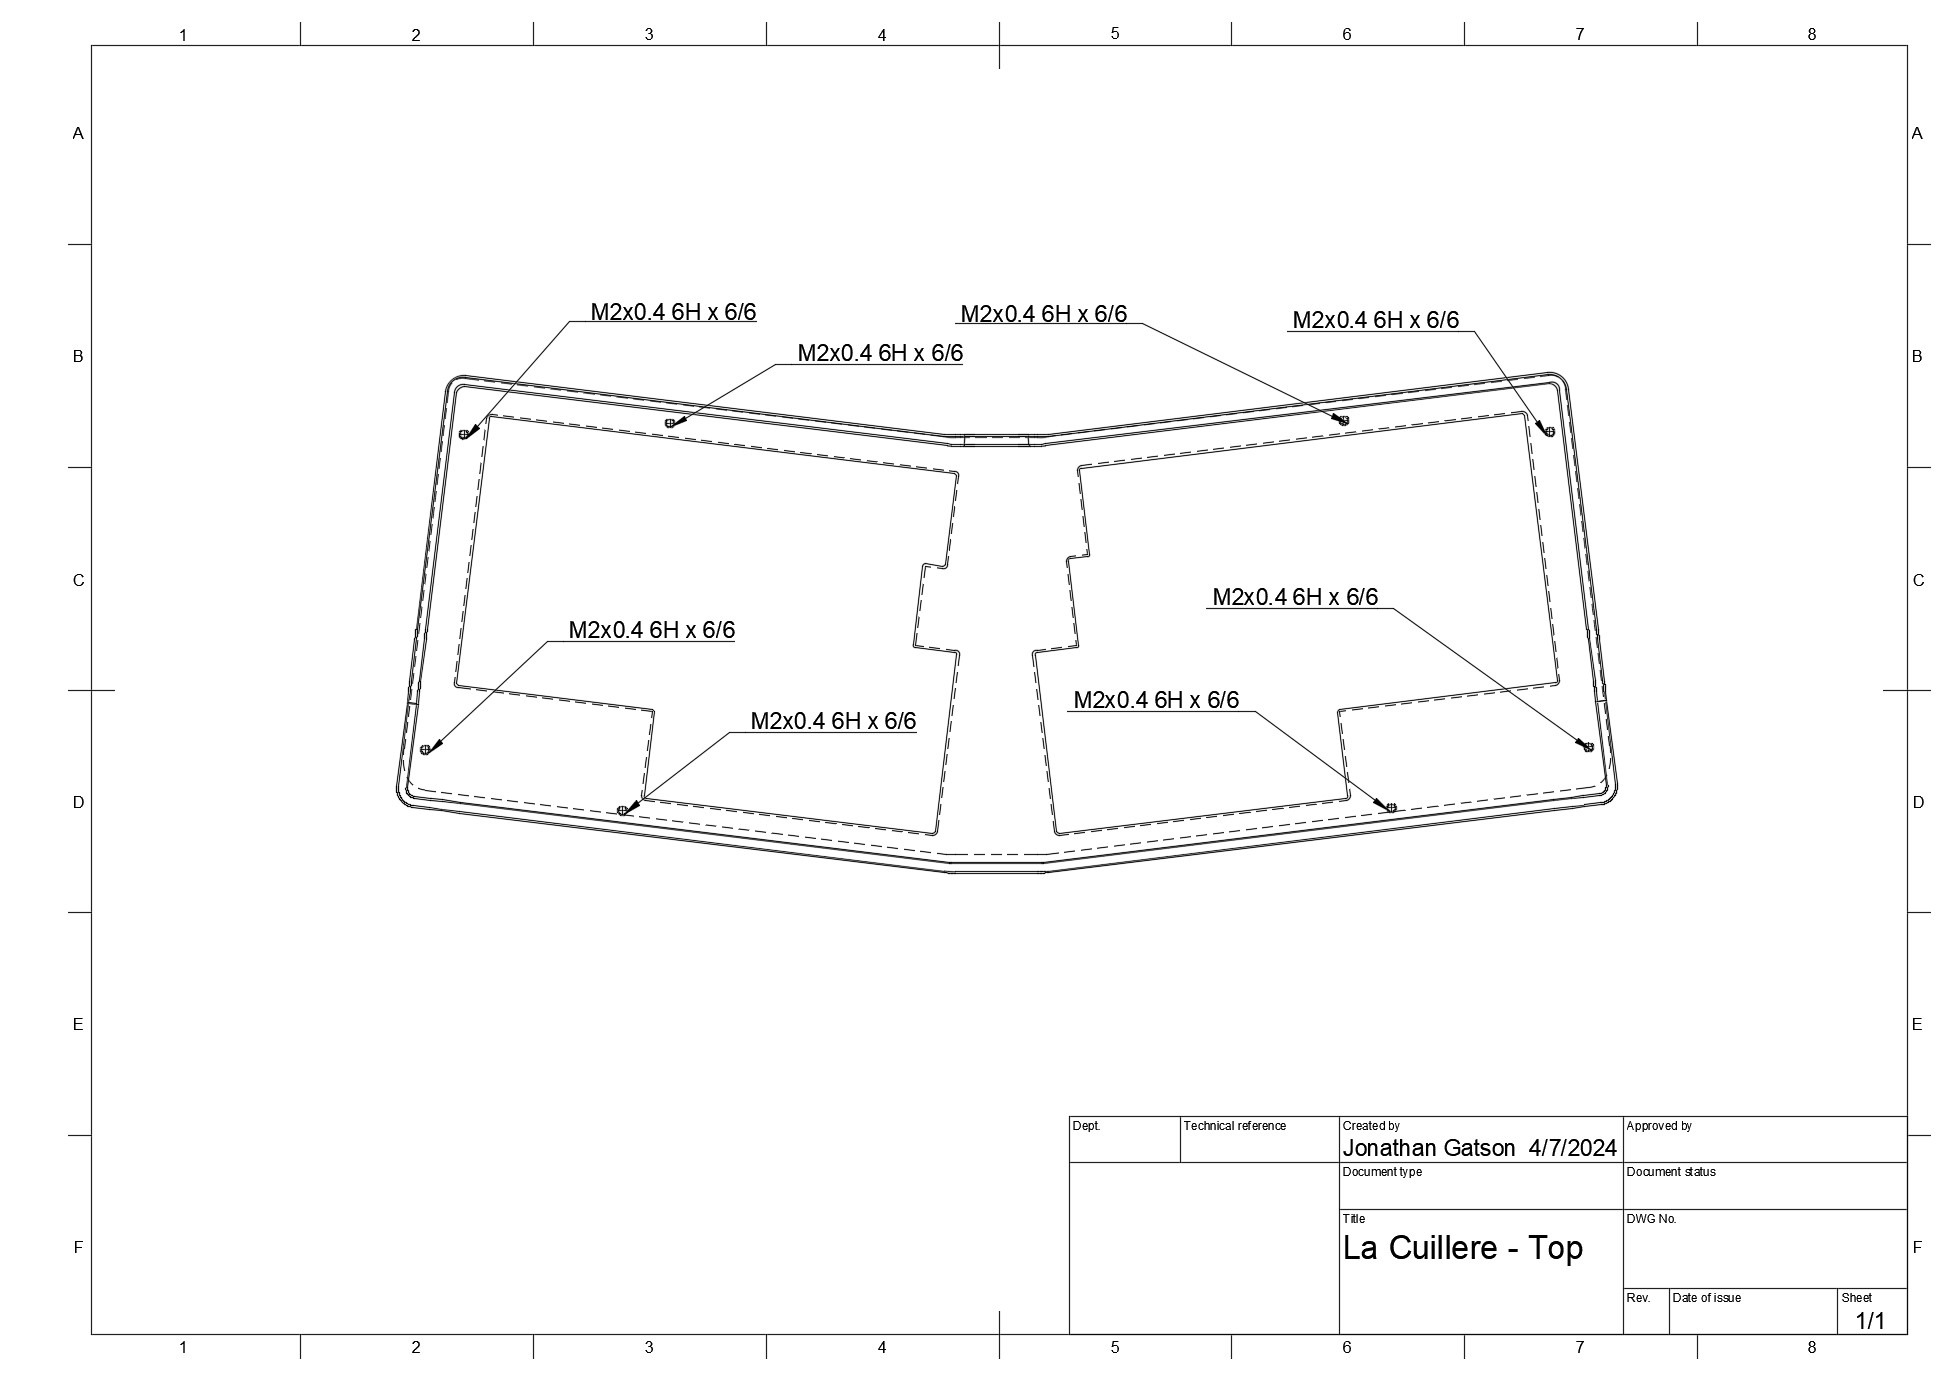 1 2 3 4 5 6 7 8
A A
M2x0.4 6H x 6/6
M2x0.4 6H x 6/6
M2x0.4 6H x 6/6
M2x0.4 6H x 6/6
B B
C C
M2x0.4 6H x 6/6
M2x0.4 6H x 6/6
M2x0.4 6H x 6/6
M2x0.4 6H x 6/6
D D
E E
Dept. Technical reference Created by Approved by
Jonathan Gatson 4/7/2024
Document type Document status
Title DWG No.
La Cuillere - Top
F F
Rev. Date of issue Sheet
1/1
1 2 3 4 5 6 7 8